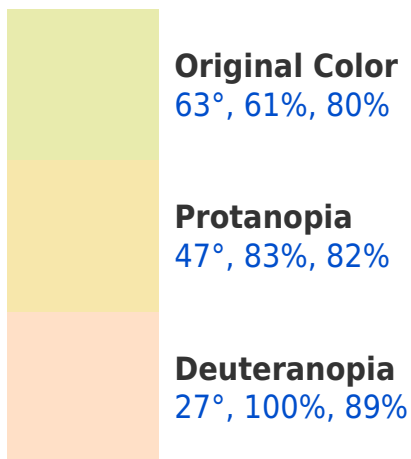 Original Color
63°, 61%, 80%
Protanopia
47°, 83%, 82%
Deuteranopia
27°, 100%, 89%